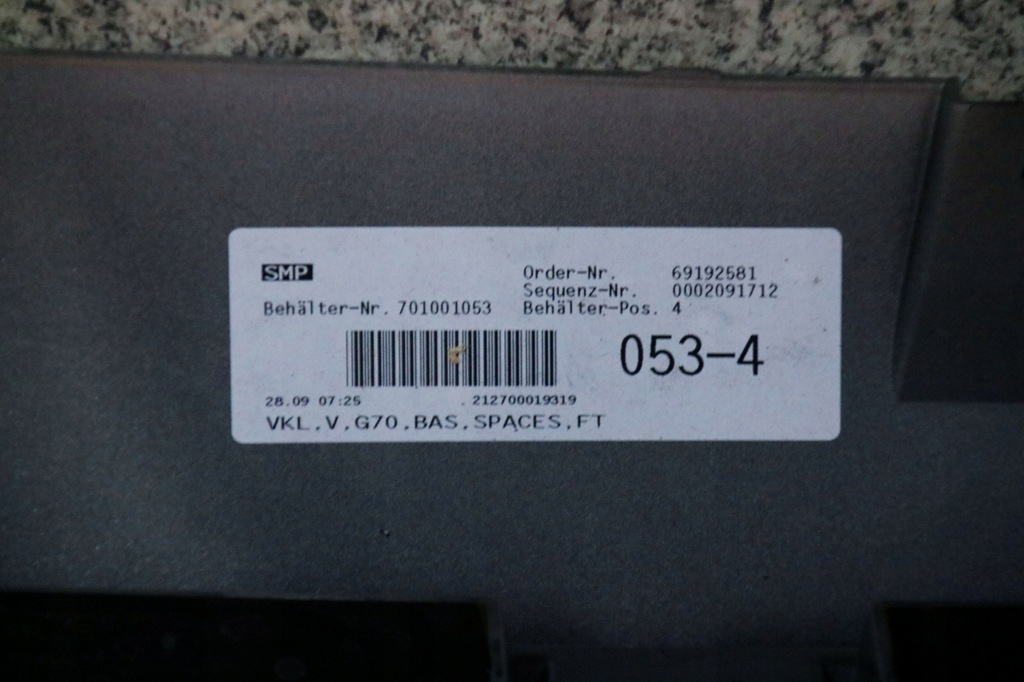 SMP
Order-Nr. 69192581
Sequenz-Nr. 0002091712
Behälter-Nr. 701001053 Behälter-Pos. 4
053-4
28.09 07:25 212700019319
VKL,V,G70,BAS,SPACES,FT